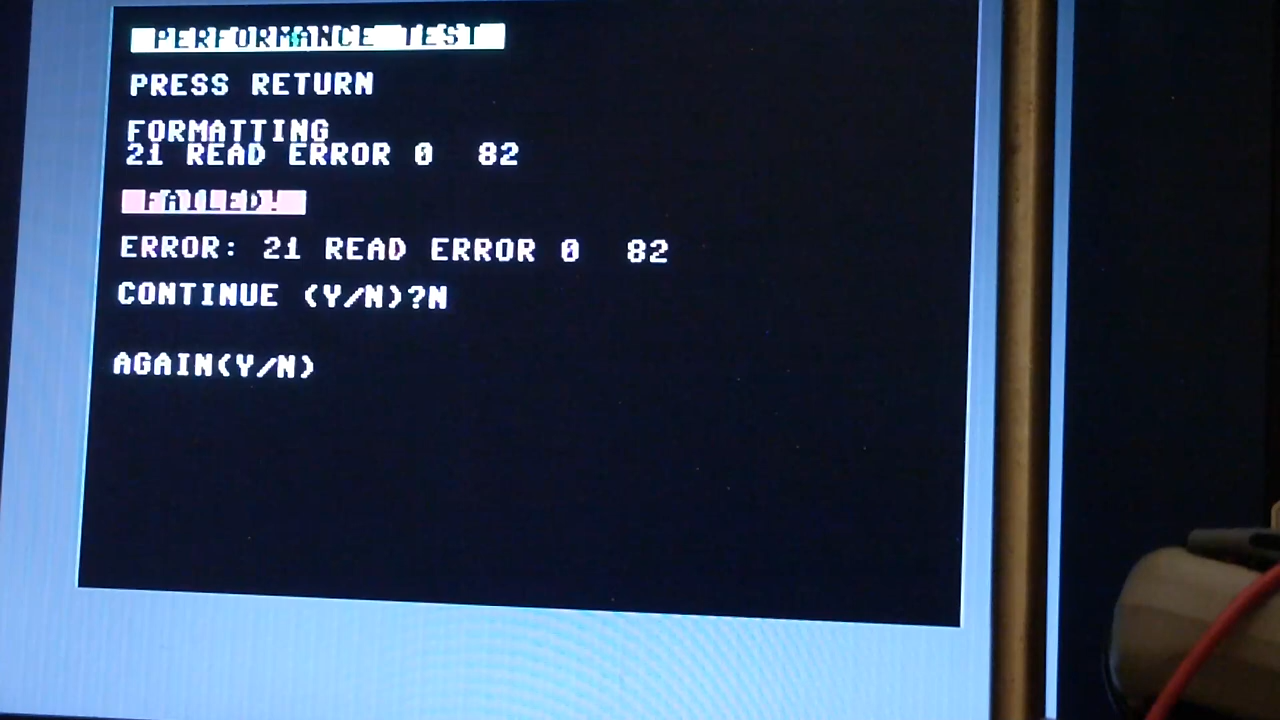 PERFORMANCE TEST
PRESS RETURN
FORMATTING
21 READ ERROR 0 82
FAILED!
ERROR: 21 READ ERROR 0 82
CONTINUE (Y/N)?N
AGAIN(Y/N)